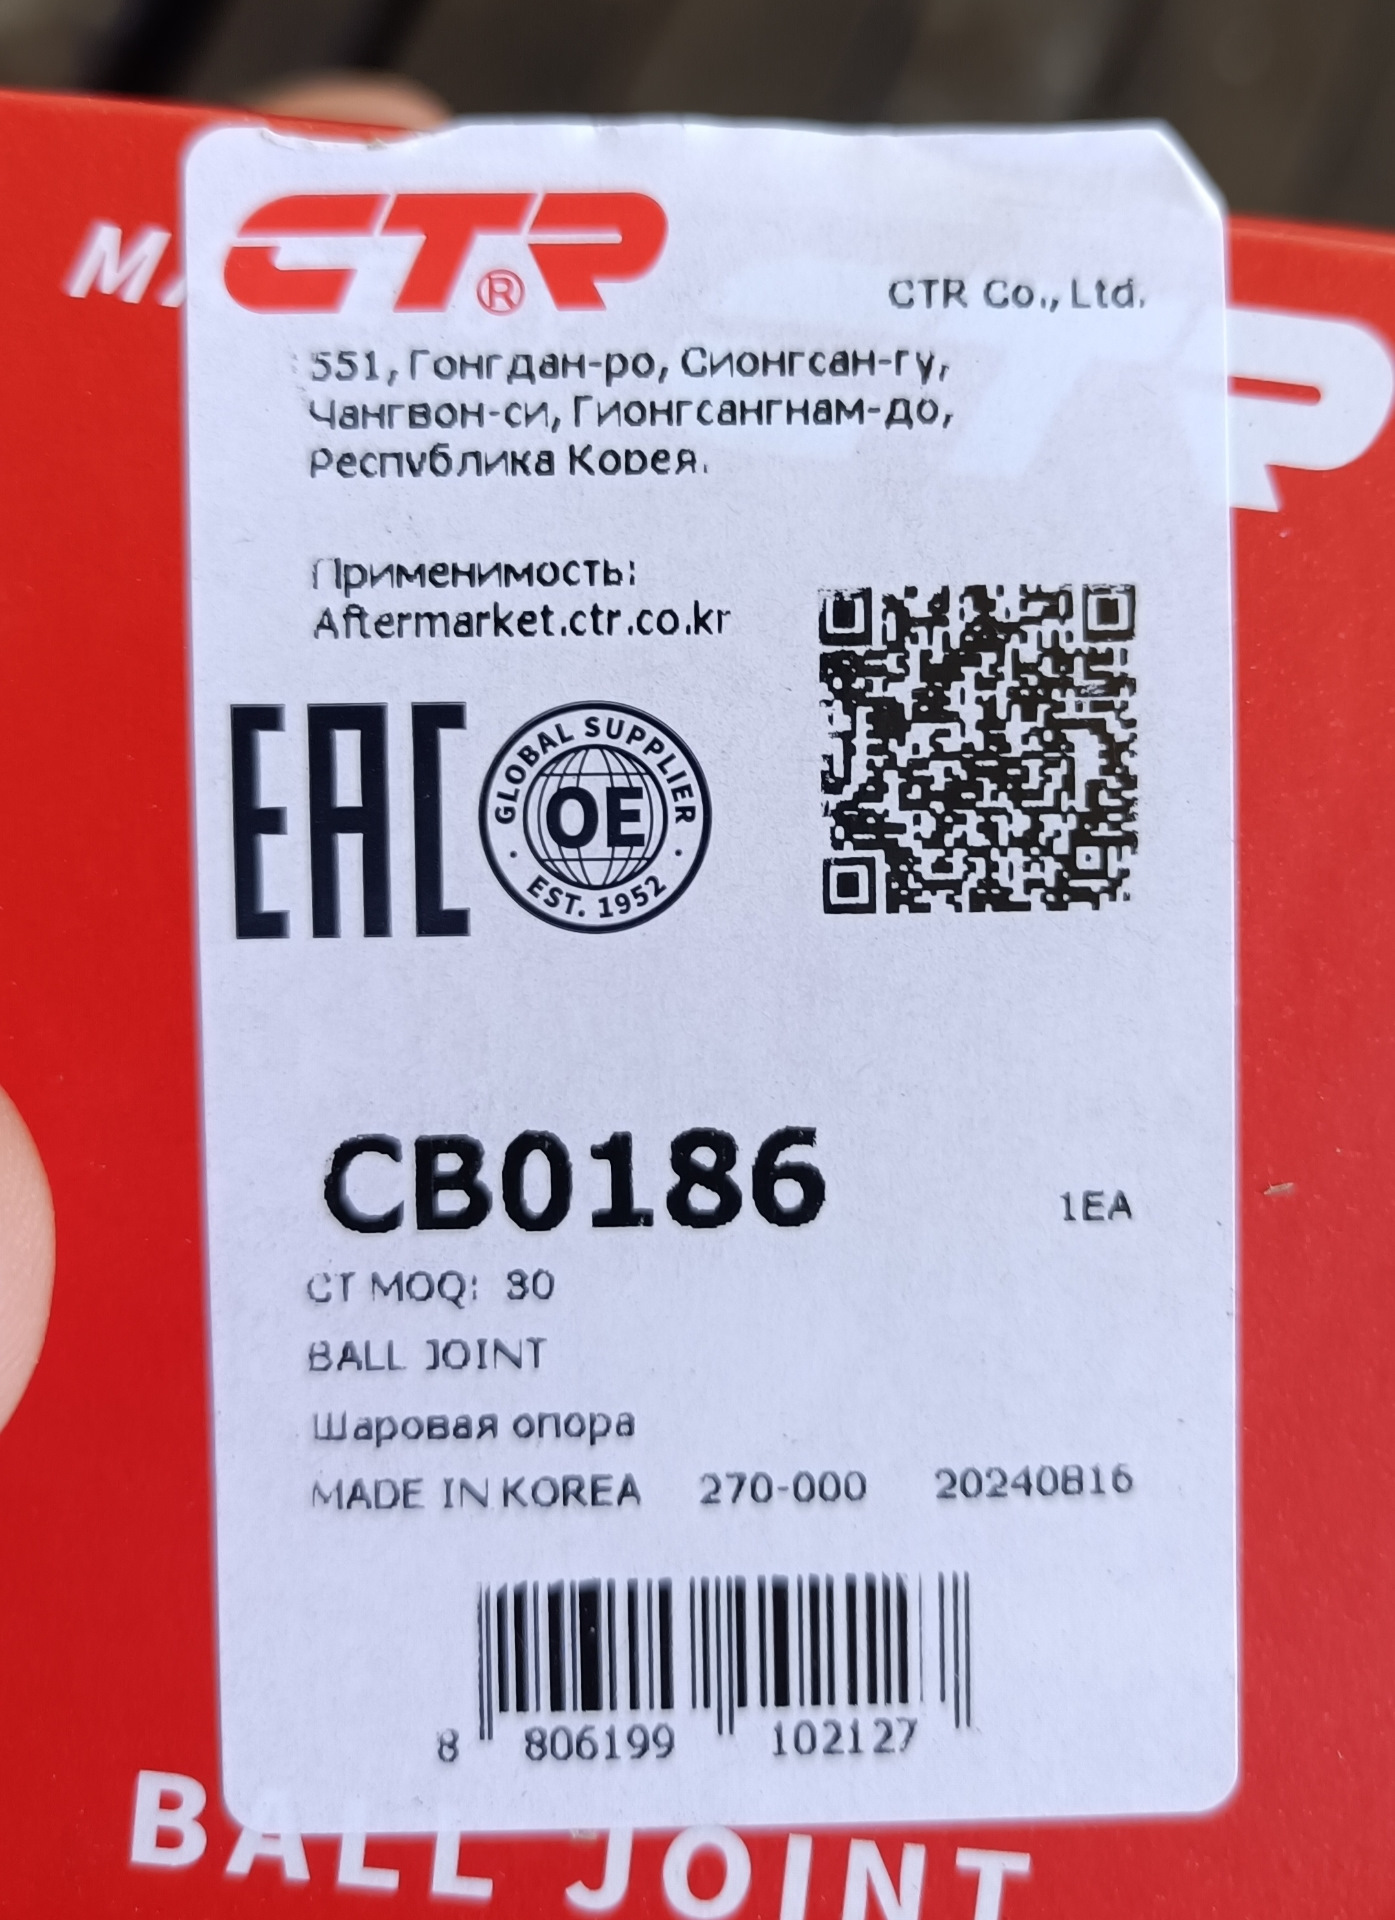 CTR®
CTR Co., Ltd.
551, Гонгдан-ро, Сионгсан-гу,
Чангвон-си, Гионгсангнам-до,
Республика Корея.
Применимость:
Aftermarket.ctr.co.kr
EAC
GLOBAL SUPPLIER
OE
EST. 1952
CB0186
1EA
CT MOQ: 30
BALL JOINT
Шаровая опора
MADE IN KOREA 270-000 20240816
8 806199 102127
BALL JOINT